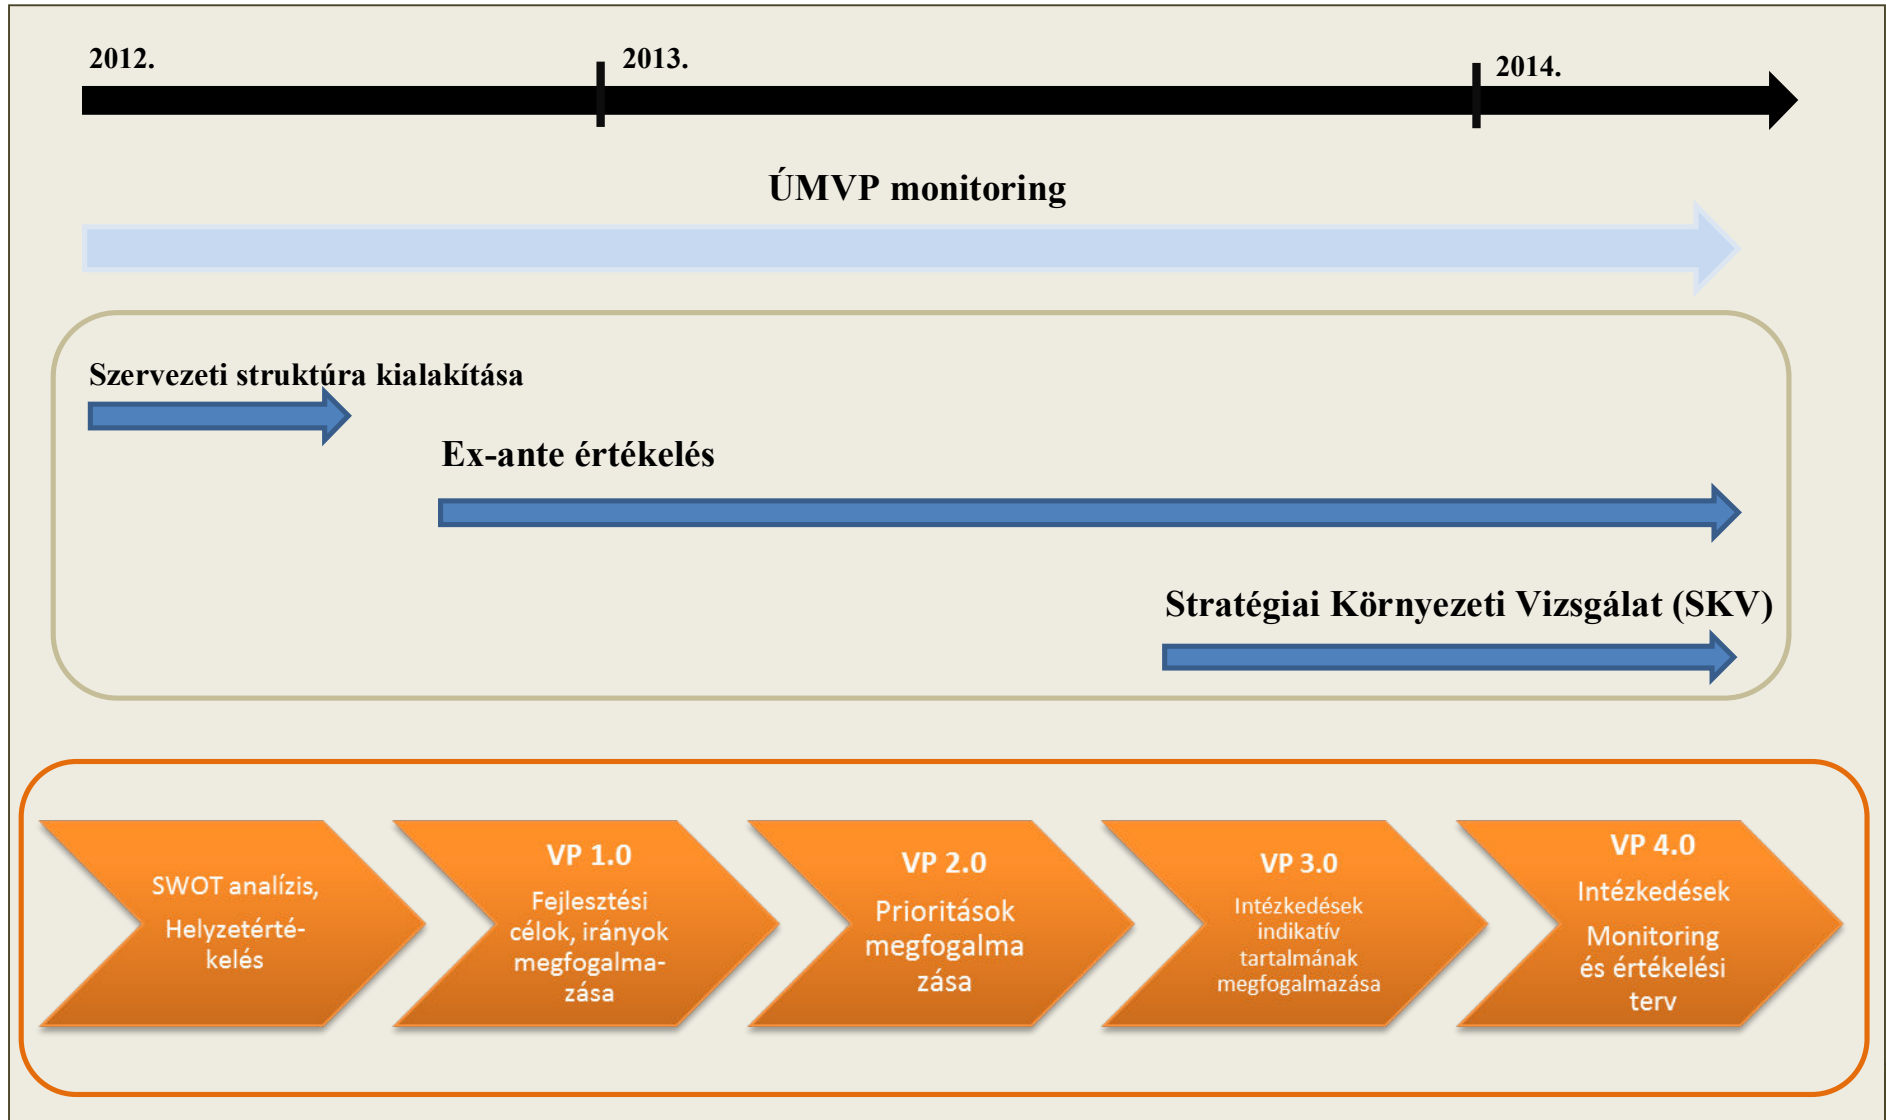 2012.
2013.
2014.
ÚMVP monitoring
Szervezeti struktúra kialakítása
Ex-ante értékelés
Stratégiai Környezeti Vizsgálat (SKV)
SWOT analízis,
Helyzetérté-
kelés
VP 1.0
Fejlesztési
célok, irányok
megfogalma-
zása
VP 2.0
Prioritások
megfogalma
zása
VP 3.0
Intézkedések
indikatív
tartalmának
megfogalmazása
VP 4.0
Intézkedések
Monitoring
és értékelési
terv